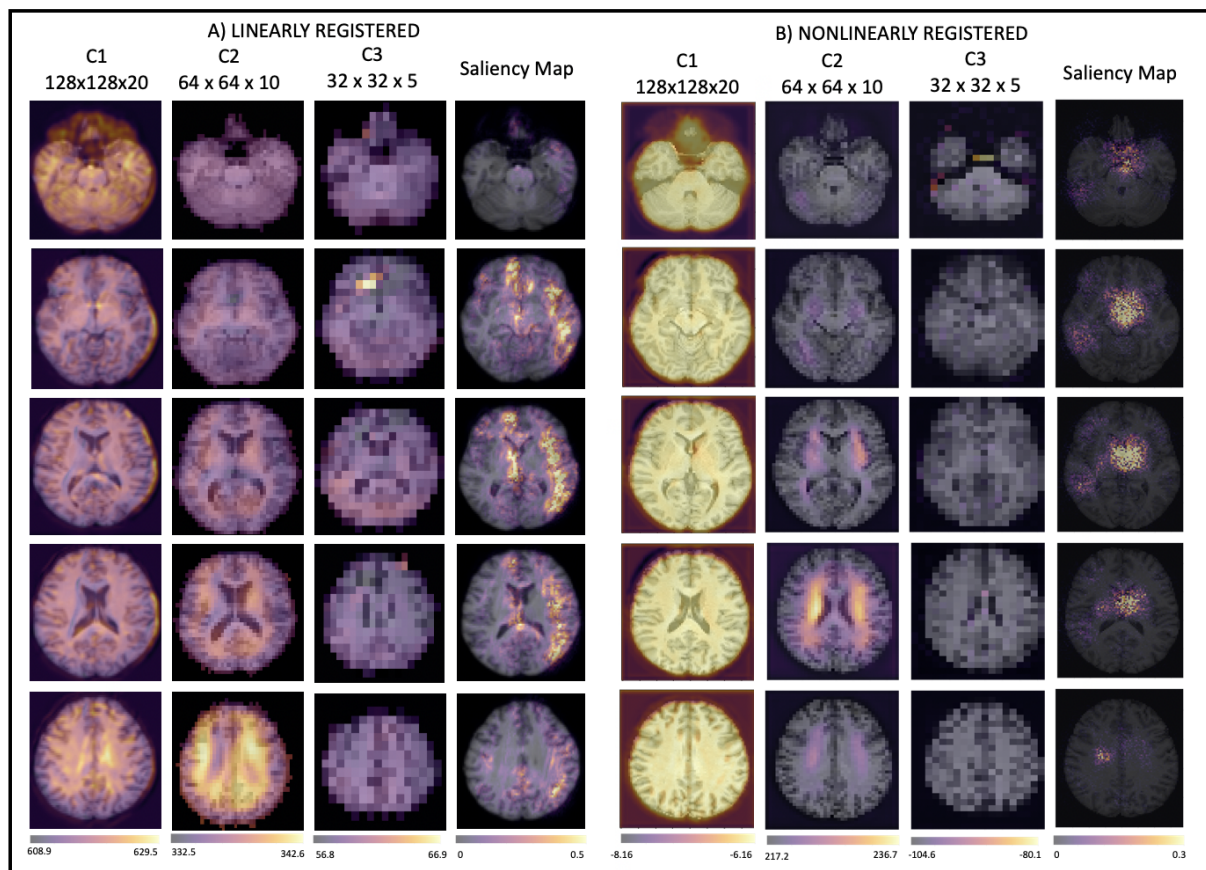 A) LINEARLY REGISTERED
B) NONLINEARLY REGISTERED
C1
C2
C3
Saliency Map
C1
C2
C3
Saliency Map
128x128x20
64 x 64 x 10
32 x 32 x 5
128x128x20
64 x 64 x 10
32 x 32 x 5
608.9
629.5
332.5
342.6
56.8
66.9
0
0.5
-8.16
-6.16
217.2
236.7
-104.6
-80.1
0
0.3